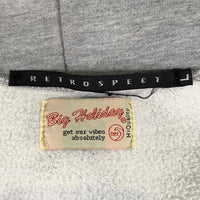 RETROSPECT
L
Big Holiday
get our vibes
absolutely